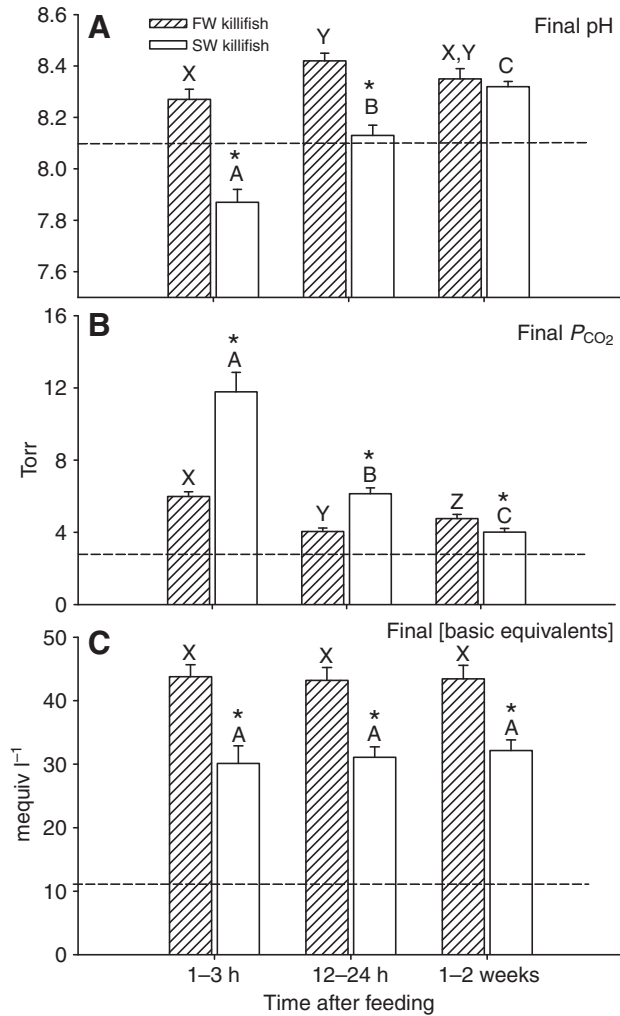 A
FW killifish
SW killifish
Final pH
8.6
8.4
8.2
8.0
7.8
7.6
X
*
A
Y
*
B
X,Y
C
B
Final PCO2
Torr
16
12
8
4
0
X
*
A
Y
*
B
Z
*
C
C
Final [basic equivalents]
mequiv l–1
50
40
30
20
10
0
X
*
A
X
*
A
X
*
A
1–3 h 12–24 h 1–2 weeks
Time after feeding